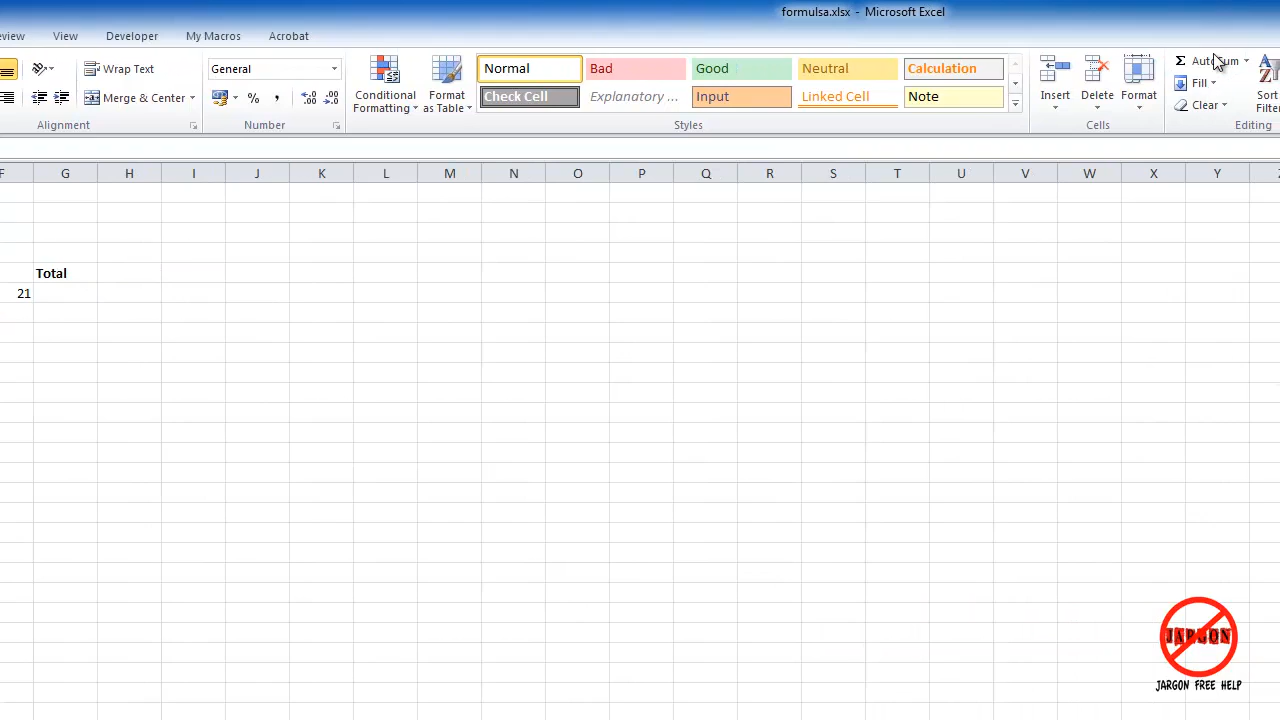 formulsa.xlsx - Microsoft Excel
eview View Developer My Macros Acrobat
Wrap Text General Normal Bad Good Neutral Calculation Σ AutoSum
Merge & Center % , Conditional Formatting Format as Table Check Cell Explanatory ... Input Linked Cell Note Insert Delete Format Fill Clear Sort Filter
Alignment Number Styles Cells Editing
F G H I J K L M N O P Q R S T U V W X Y Z
Total
21
JARGON
JARGON FREE HELP